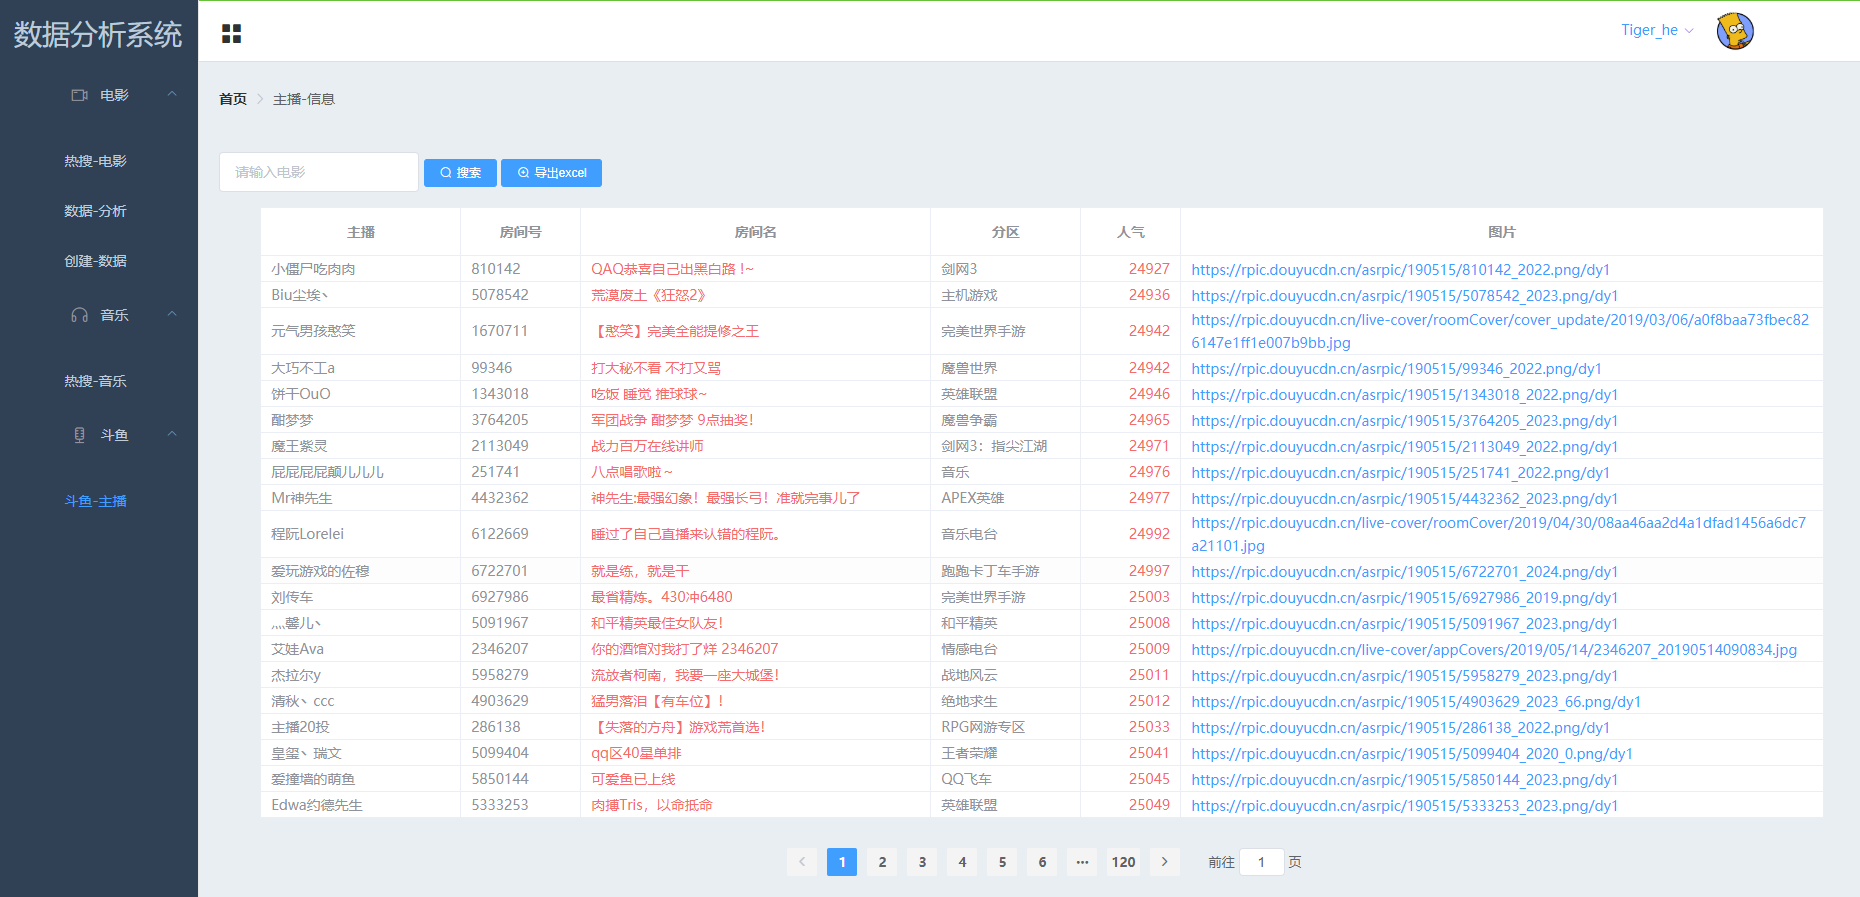 数据分析系统
Tiger_he
电影
首页 主播-信息
热搜-电影
请输入电影 搜索 导出excel
数据-分析
创建-数据
音乐
热搜-音乐
斗鱼
斗鱼-主播
主播 房间号 房间名 分区 人气 图片
小僵尸吃肉肉 810142 QAQ恭喜自己出黑白路 !~ 剑网3 24927 https://rpic.douyucdn.cn/asrpic/190515/810142_2022.png/dy1
Biu尘埃丶 5078542 荒漠废土《狂怒2》 主机游戏 24936 https://rpic.douyucdn.cn/asrpic/190515/5078542_2023.png/dy1
元气男孩憨笑 1670711 【憨笑】完美全能提修之王 完美世界手游 24942 https://rpic.douyucdn.cn/live-cover/roomCover/cover_update/2019/03/06/a0f8baa73fbec82
6147e1ff1e007b9bb.jpg
大巧不工a 99346 打大秘不看 不打又骂 魔兽世界 24942 https://rpic.douyucdn.cn/asrpic/190515/99346_2022.png/dy1
饼干OuO 1343018 吃饭 睡觉 推球球~ 英雄联盟 24946 https://rpic.douyucdn.cn/asrpic/190515/1343018_2022.png/dy1
酣梦梦 3764205 军团战争 酣梦梦 9点抽奖！ 魔兽争霸 24965 https://rpic.douyucdn.cn/asrpic/190515/3764205_2023.png/dy1
魔王紫灵 2113049 战力百万在线讲师 剑网3：指尖江湖 24971 https://rpic.douyucdn.cn/asrpic/190515/2113049_2022.png/dy1
屁屁屁屁颠儿儿儿 251741 八点唱歌啦～ 音乐 24976 https://rpic.douyucdn.cn/asrpic/190515/251741_2022.png/dy1
Mr神先生 4432362 神先生:最强幻象！最强长弓！准就完事儿了 APEX英雄 24977 https://rpic.douyucdn.cn/asrpic/190515/4432362_2023.png/dy1
程阮Lorelei 6122669 睡过了自己直播来认错的程阮。 音乐电台 24992 https://rpic.douyucdn.cn/live-cover/roomCover/2019/04/30/08aa46aa2d4a1dfad1456a6dc7
a21101.jpg
爱玩游戏的佐穆 6722701 就是练，就是干 跑跑卡丁车手游 24997 https://rpic.douyucdn.cn/asrpic/190515/6722701_2024.png/dy1
刘传车 6927986 最省精炼。430冲6480 完美世界手游 25003 https://rpic.douyucdn.cn/asrpic/190515/6927986_2019.png/dy1
灬馨儿丶 5091967 和平精英最佳女队友！ 和平精英 25008 https://rpic.douyucdn.cn/asrpic/190515/5091967_2023.png/dy1
艾娃Ava 2346207 你的酒馆对我打了烊 2346207 情感电台 25009 https://rpic.douyucdn.cn/live-cover/appCovers/2019/05/14/2346207_20190514090834.jpg
杰拉尔y 5958279 流放者柯南，我要一座大城堡！ 战地风云 25011 https://rpic.douyucdn.cn/asrpic/190515/5958279_2023.png/dy1
清秋丶ccc 4903629 猛男落泪【有车位】！ 绝地求生 25012 https://rpic.douyucdn.cn/asrpic/190515/4903629_2023_66.png/dy1
主播20投 286138 【失落的方舟】游戏荒首选！ RPG网游专区 25033 https://rpic.douyucdn.cn/asrpic/190515/286138_2022.png/dy1
皇玺丶瑞文 5099404 qq区40星单排 王者荣耀 25041 https://rpic.douyucdn.cn/asrpic/190515/5099404_2020_0.png/dy1
爱撞墙的萌鱼 5850144 可爱鱼已上线 QQ飞车 25045 https://rpic.douyucdn.cn/asrpic/190515/5850144_2023.png/dy1
Edwa约德先生 5333253 肉搏Tris，以命抵命 英雄联盟 25049 https://rpic.douyucdn.cn/asrpic/190515/5333253_2023.png/dy1
1 2 3 4 5 6 ··· 120 前往 1 页